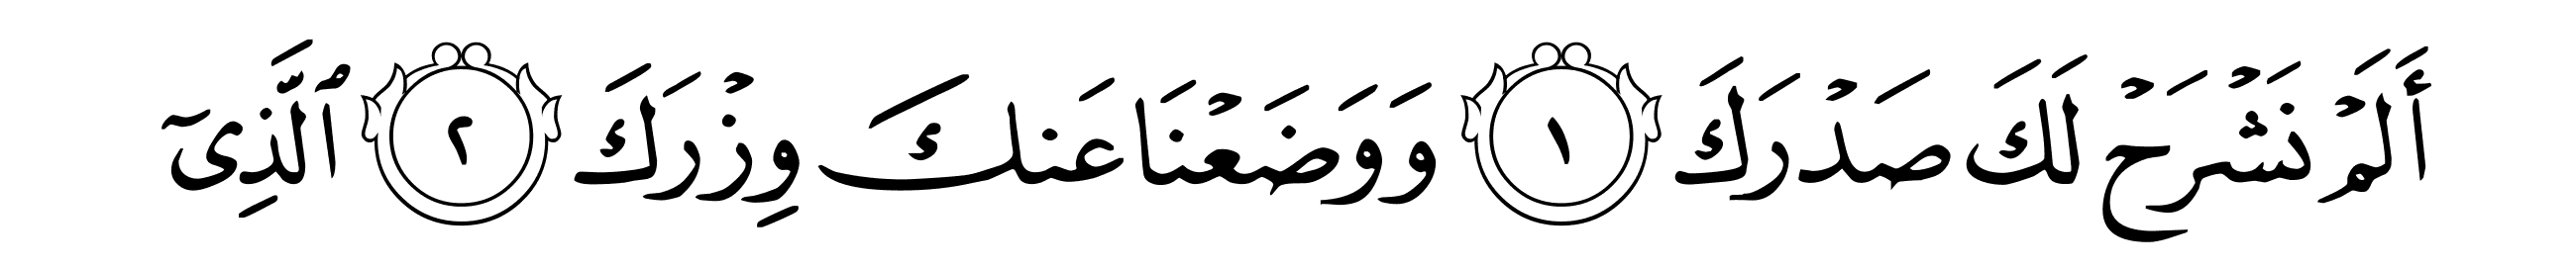 أَلَمْ نَشْرَحْ لَكَ صَدْرَكَ ١ وَوَضَعْنَا عَنكَ وِزْرَكَ ٢ ٱلَّذِىٓ